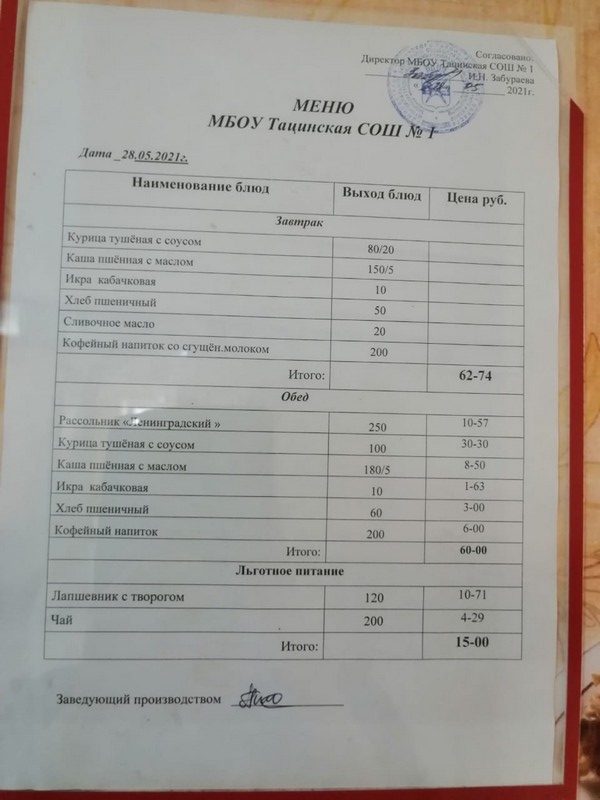 Согласовано.
Директор МБОУ Тацинская СОШ № 1
И.Н. Забураева
05 2021г.
МЕНЮ
МБОУ Тацинская СОШ № 1
Дата _28.05.2021г.
Наименование блюд Выход блюд Цена руб.
Завтрак
Курица тушёная с соусом 80/20
Каша пшённая с маслом 150/5
Икра кабачковая 10
Хлеб пшеничный 50
Сливочное масло 20
Кофейный напиток со сгущён.молоком 200
Итого: 62-74
Обед
Рассольник «Ленинградский » 250 10-57
Курица тушёная с соусом 100 30-30
Каша пшённая с маслом 180/5 8-50
Икра кабачковая 10 1-63
Хлеб пшеничный 60 3-00
Кофейный напиток 200 6-00
Итого: 60-00
Льготное питание
Лапшевник с творогом 120 10-71
Чай 200 4-29
Итого: 15-00
Заведующий производством